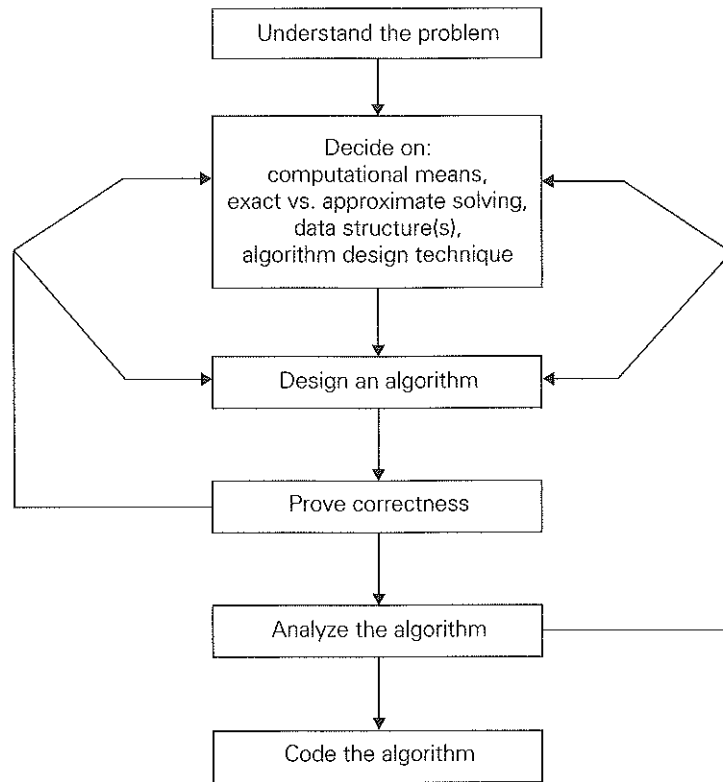 Understand the problem
Decide on:
computational means,
exact vs. approximate solving,
data structure(s),
algorithm design technique
Design an algorithm
Prove correctness
Analyze the algorithm
Code the algorithm